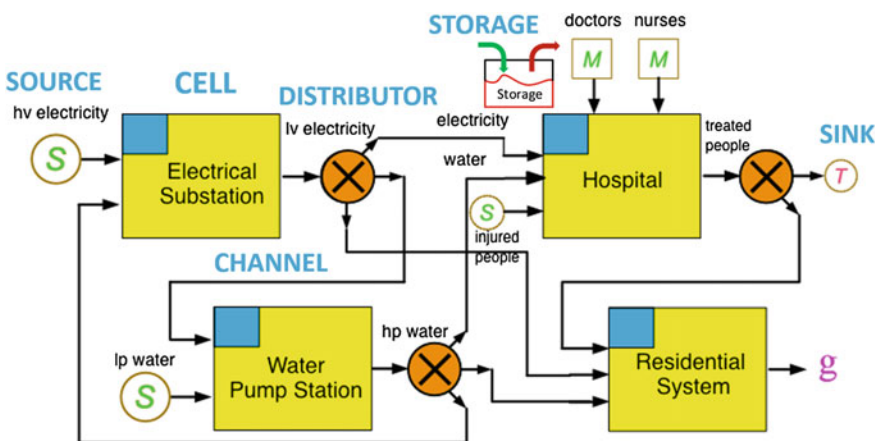 STORAGE
doctors
nurses
M
M
Storage
SOURCE
CELL
DISTRIBUTOR
SINK
hv electricity
lv electricity
electricity
treated
people
S
Electrical
Substation
water
Hospital
T
S
injured
people
CHANNEL
hp water
lp water
S
Water
Pump Station
Residential
System
g